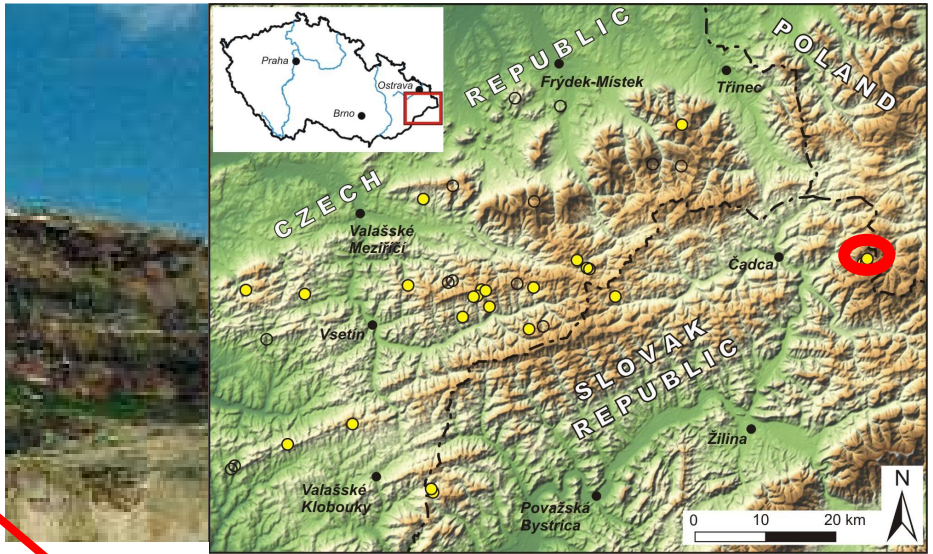 Praha
Ostrava
Brno
CZECH REPUBLIC
POLAND
Frýdek-Místek
Třinec
Valašské
Meziříčí
Čadca
Vsetín
SLOVAK
REPUBLIC
Žilina
Valašské
Klobouky
Považská
Bystrica
N
0 10 20 km